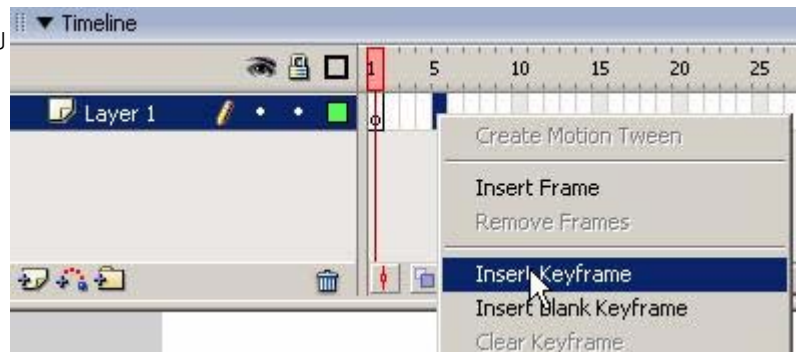 Timeline
1 5 10 15 20 25
Layer 1
Create Motion Tween
Insert Frame
Remove Frames
Insert Keyframe
Insert Blank Keyframe
Clear Keyframe